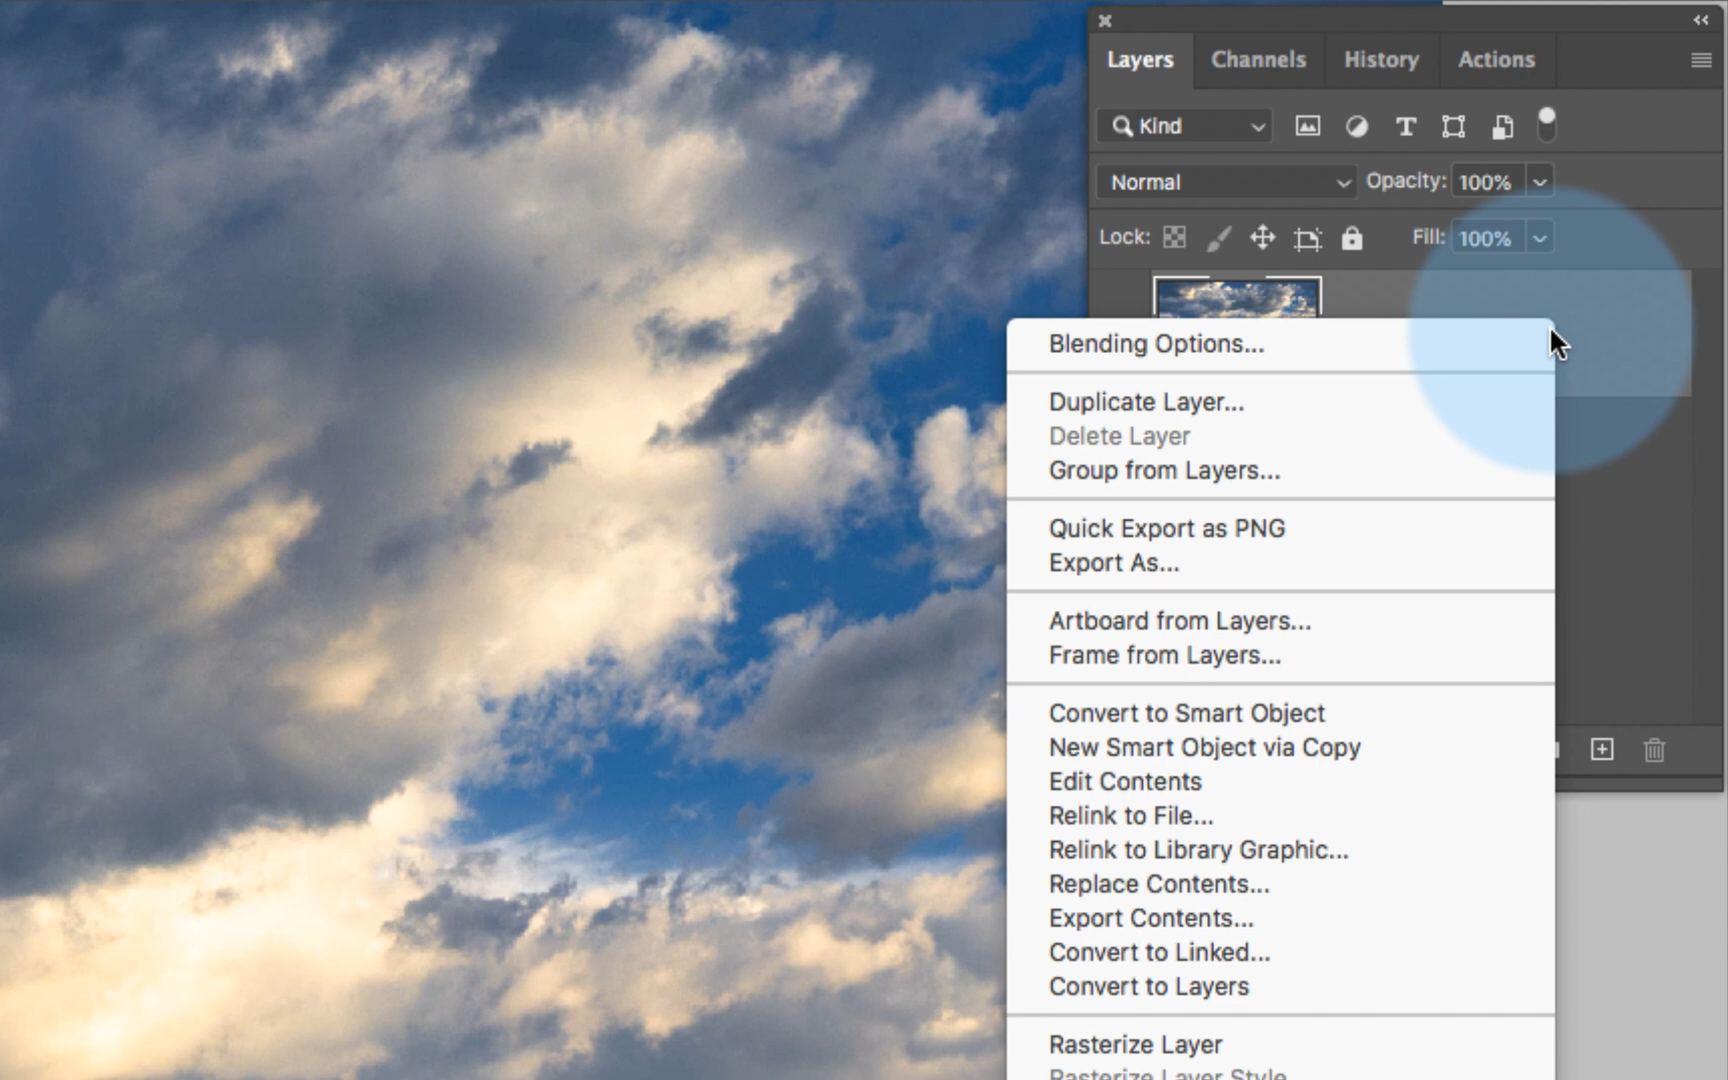 Layers Channels History Actions
Kind
Normal Opacity: 100%
Lock: Fill: 100%
Blending Options...
Duplicate Layer...
Delete Layer
Group from Layers...
Quick Export as PNG
Export As...
Artboard from Layers...
Frame from Layers...
Convert to Smart Object
New Smart Object via Copy
Edit Contents
Relink to File...
Relink to Library Graphic...
Replace Contents...
Export Contents...
Convert to Linked...
Convert to Layers
Rasterize Layer
Rasterize Layer Style